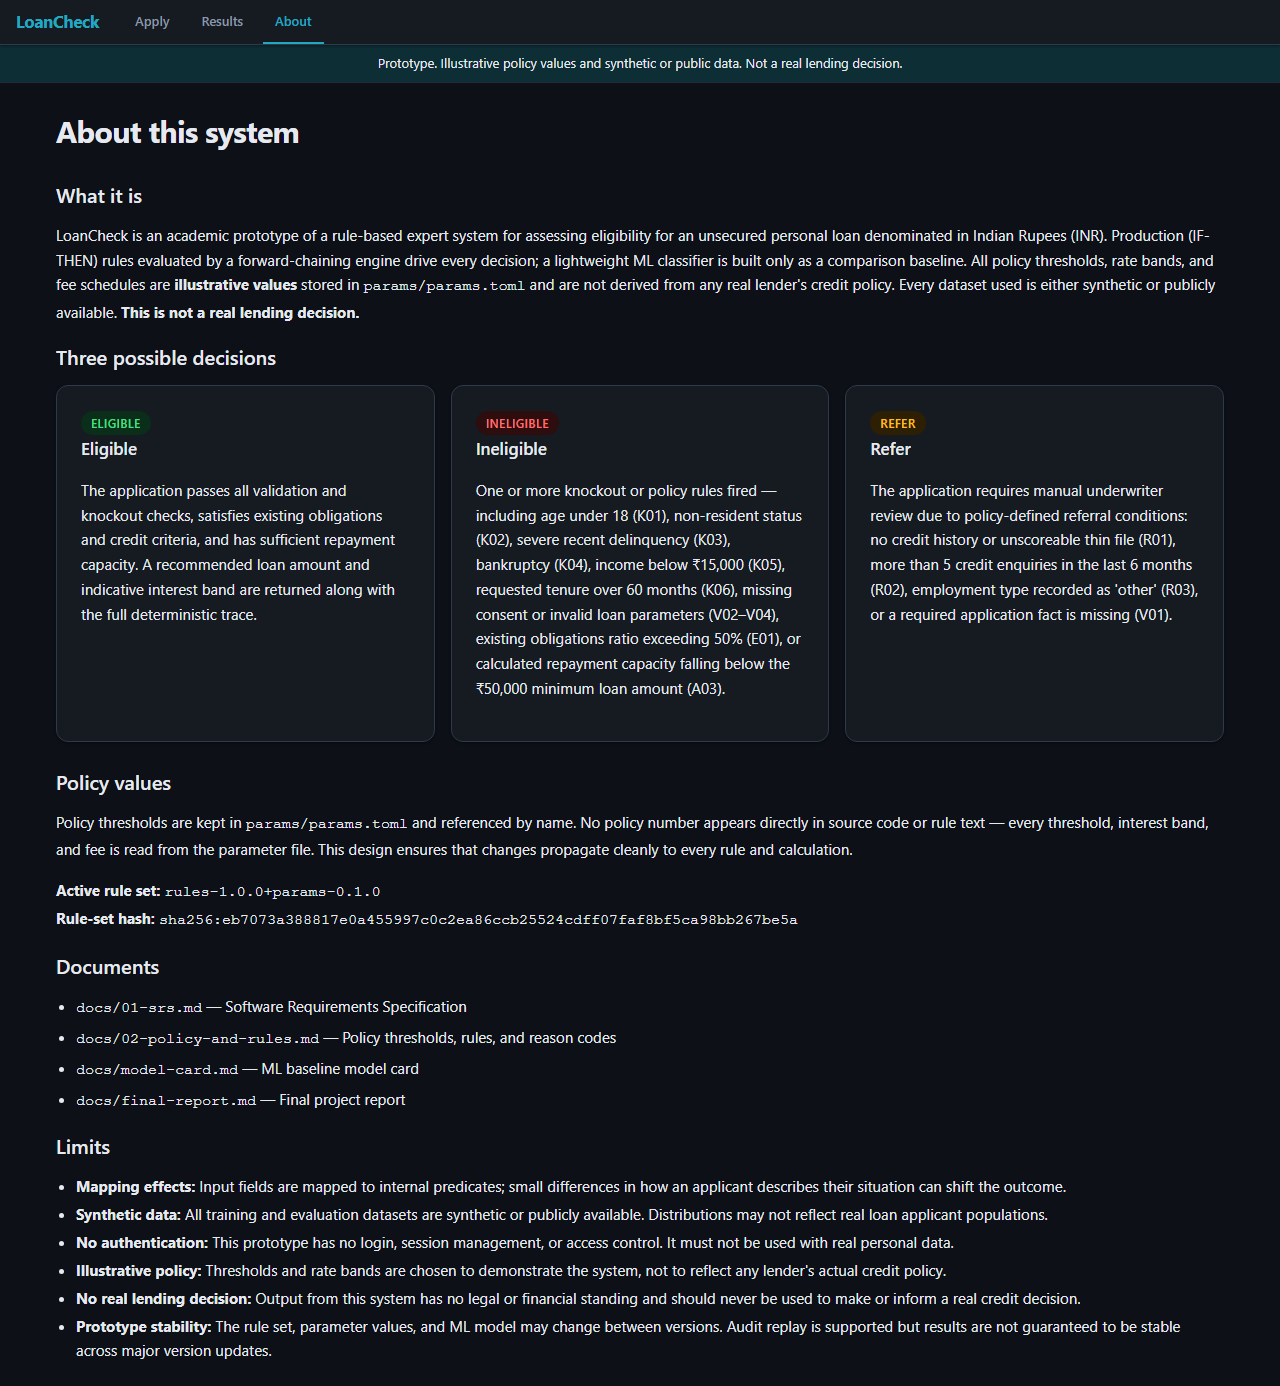 LoanCheck Apply Results About
Prototype. Illustrative policy values and synthetic or public data. Not a real lending decision.
About this system
What it is
LoanCheck is an academic prototype of a rule-based expert system for assessing eligibility for an unsecured personal loan denominated in Indian Rupees (INR). Production (IF-
THEN) rules evaluated by a forward-chaining engine drive every decision; a lightweight ML classifier is built only as a comparison baseline. All policy thresholds, rate bands, and
fee schedules are illustrative values stored in params/params.toml and are not derived from any real lender's credit policy. Every dataset used is either synthetic or publicly
available. This is not a real lending decision.
Three possible decisions
ELIGIBLE
Eligible
The application passes all validation and
knockout checks, satisfies existing obligations
and credit criteria, and has sufficient repayment
capacity. A recommended loan amount and
indicative interest band are returned along with
the full deterministic trace.
INELIGIBLE
Ineligible
One or more knockout or policy rules fired —
including age under 18 (K01), non-resident status
(K02), severe recent delinquency (K03),
bankruptcy (K04), income below ₹15,000 (K05),
requested tenure over 60 months (K06), missing
consent or invalid loan parameters (V02–V04),
existing obligations ratio exceeding 50% (E01), or
calculated repayment capacity falling below the
₹50,000 minimum loan amount (A03).
REFER
Refer
The application requires manual underwriter
review due to policy-defined referral conditions:
no credit history or unscoreable thin file (R01),
more than 5 credit enquiries in the last 6 months
(R02), employment type recorded as 'other' (R03),
or a required application fact is missing (V01).
Policy values
Policy thresholds are kept in params/params.toml and referenced by name. No policy number appears directly in source code or rule text — every threshold, interest band,
and fee is read from the parameter file. This design ensures that changes propagate cleanly to every rule and calculation.
Active rule set: rules-1.0.0+params-0.1.0
Rule-set hash: sha256:eb7073a388817e0a455997c0c2ea86ccb25524cdff07faf8bf5ca98bb267be5a
Documents
• docs/01-srs.md — Software Requirements Specification
• docs/02-policy-and-rules.md — Policy thresholds, rules, and reason codes
• docs/model-card.md — ML baseline model card
• docs/final-report.md — Final project report
Limits
• Mapping effects: Input fields are mapped to internal predicates; small differences in how an applicant describes their situation can shift the outcome.
• Synthetic data: All training and evaluation datasets are synthetic or publicly available. Distributions may not reflect real loan applicant populations.
• No authentication: This prototype has no login, session management, or access control. It must not be used with real personal data.
• Illustrative policy: Thresholds and rate bands are chosen to demonstrate the system, not to reflect any lender's actual credit policy.
• No real lending decision: Output from this system has no legal or financial standing and should never be used to make or inform a real credit decision.
• Prototype stability: The rule set, parameter values, and ML model may change between versions. Audit replay is supported but results are not guaranteed to be stable
across major version updates.